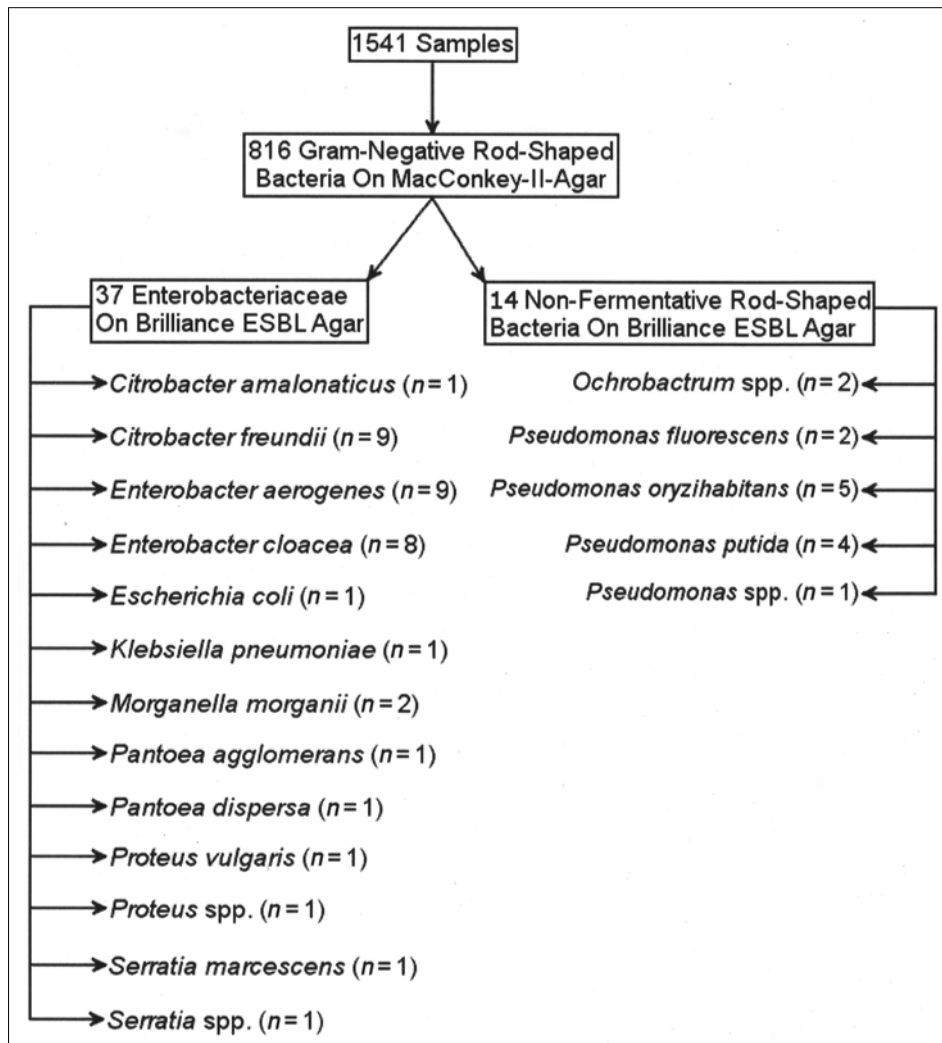 1541 Samples
816 Gram-Negative Rod-Shaped
Bacteria On MacConkey-II-Agar
37 Enterobacteriaceae
On Brilliance ESBL Agar
14 Non-Fermentative Rod-Shaped
Bacteria On Brilliance ESBL Agar
Citrobacter amalonaticus (n=1)
Citrobacter freundii (n=9)
Enterobacter aerogenes (n=9)
Enterobacter cloacea (n=8)
Escherichia coli (n=1)
Klebsiella pneumoniae (n=1)
Morganella morganii (n=2)
Pantoea agglomerans (n=1)
Pantoea dispersa (n=1)
Proteus vulgaris (n=1)
Proteus spp. (n=1)
Serratia marcescens (n=1)
Serratia spp. (n=1)
Ochrobactrum spp. (n=2)
Pseudomonas fluorescens (n=2)
Pseudomonas oryzihabitans (n=5)
Pseudomonas putida (n=4)
Pseudomonas spp. (n=1)